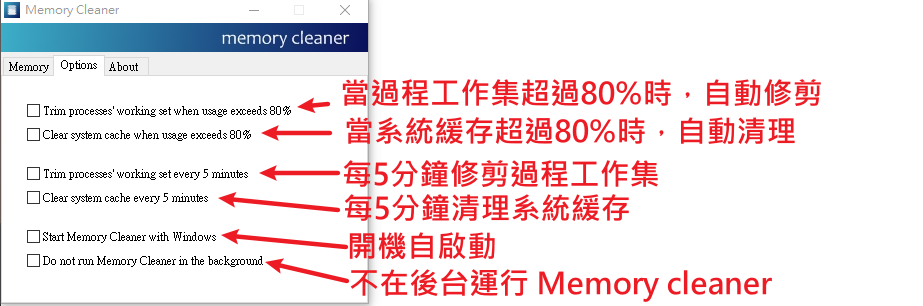 Memory Cleaner
memory cleaner
Memory Options About
Trim processes' working set when usage exceeds 80%
當過程工作集超過80%時，自動修剪
Clear system cache when usage exceeds 80%
當系統緩存超過80%時，自動清理
Trim processes' working set every 5 minutes
每5分鐘修剪過程工作集
Clear system cache every 5 minutes
每5分鐘清理系統緩存
Start Memory Cleaner with Windows
開機自啟動
Do not run Memory Cleaner in the background
不在後台運行 Memory cleaner